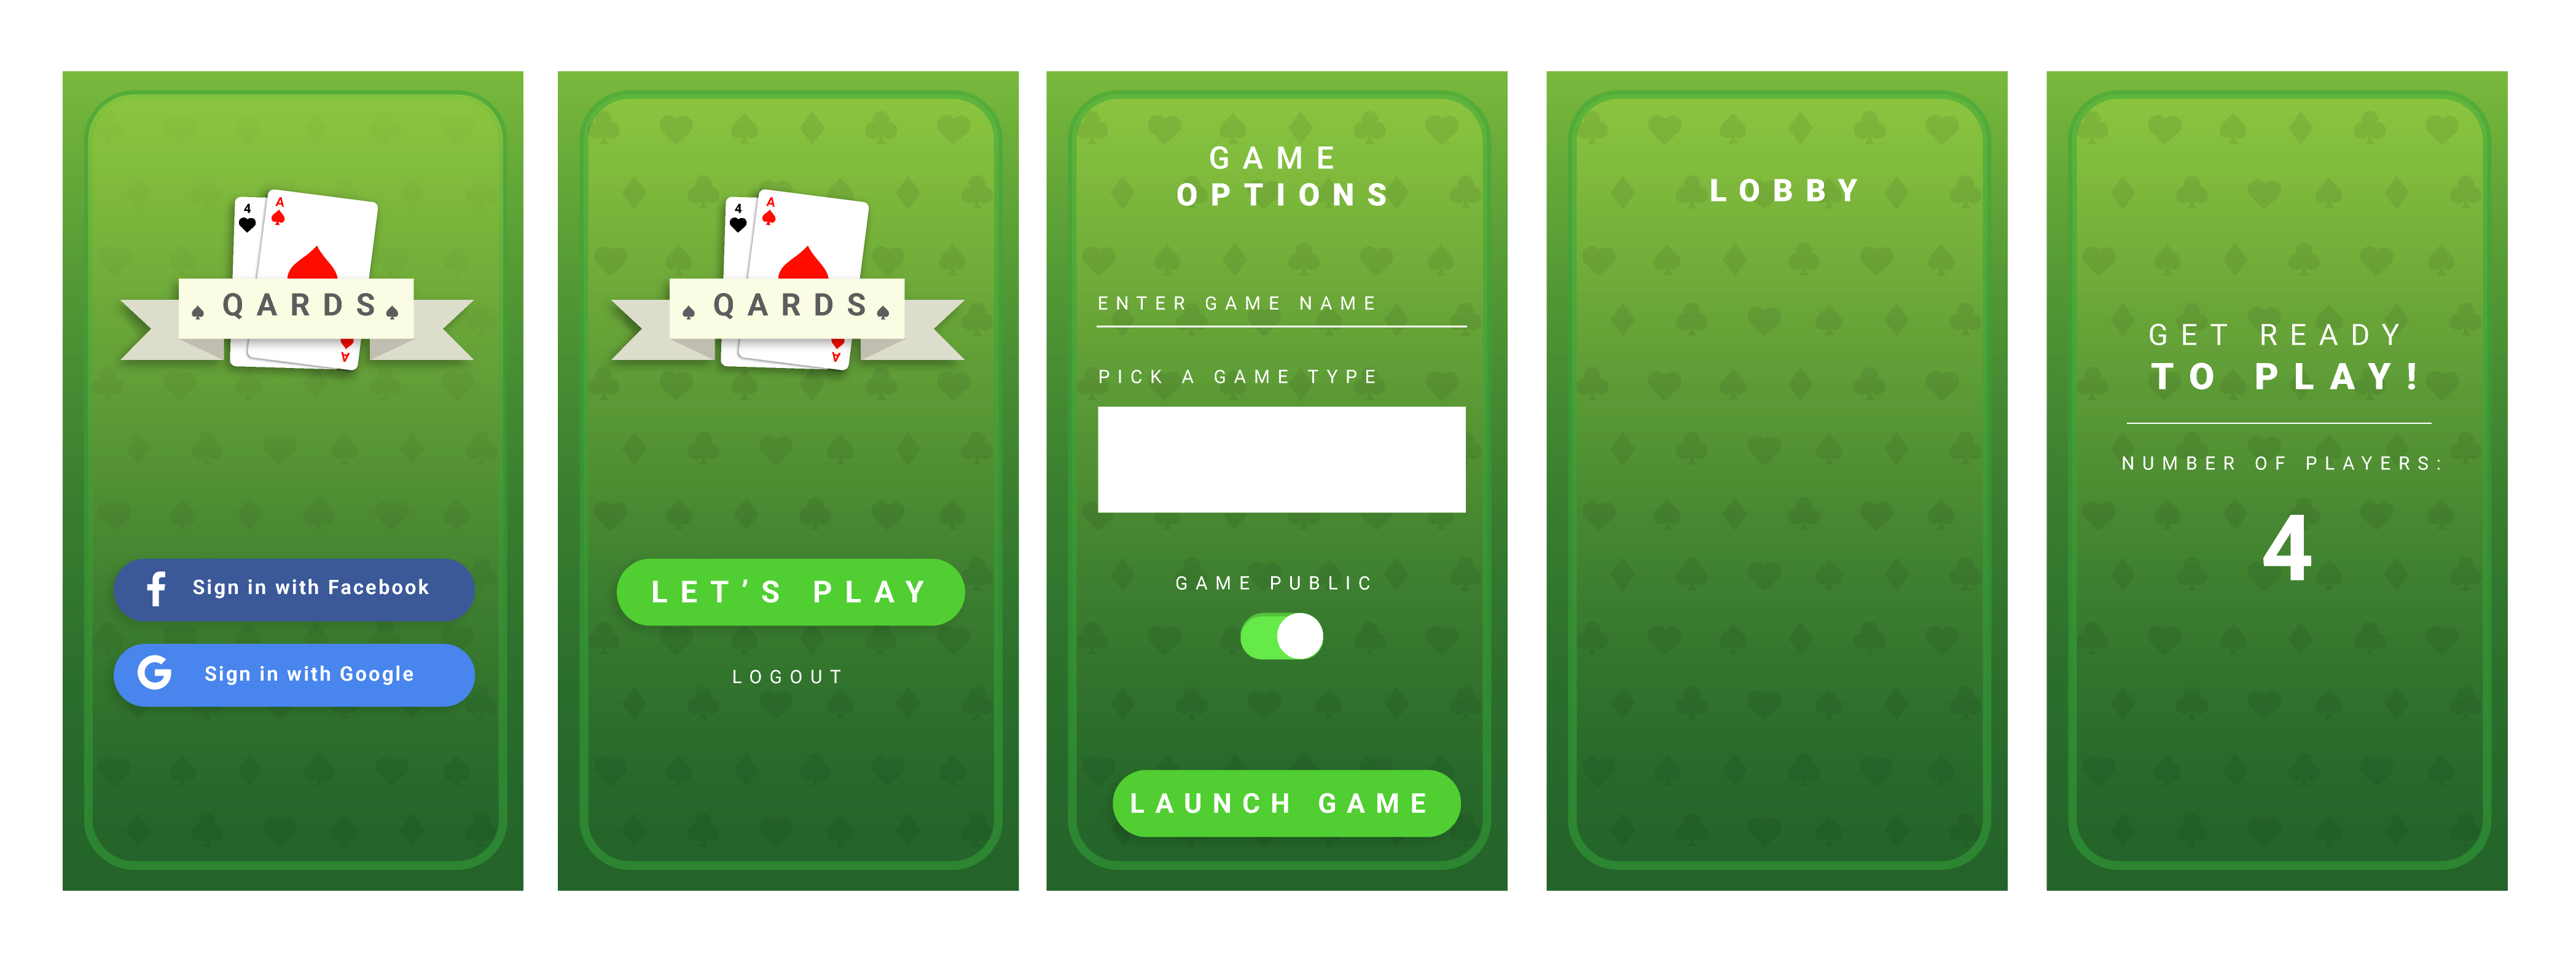 4
A
QARDS
A
Sign in with Facebook
G
Sign in with Google
4
A
QARDS
A
LET’S PLAY
LOGOUT
GAME
OPTIONS
ENTER GAME NAME
PICK A GAME TYPE
GAME PUBLIC
LAUNCH GAME
LOBBY
GET READY
TO PLAY!
NUMBER OF PLAYERS:
4